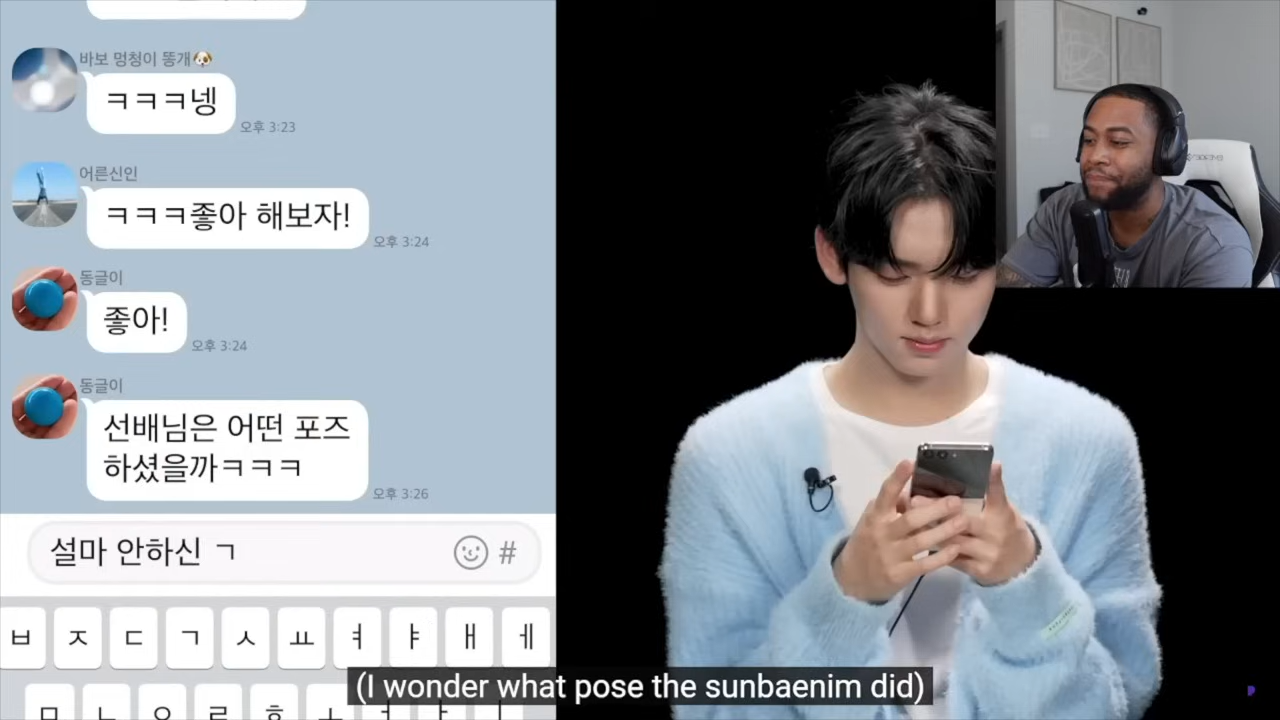 바보 멍청이 똥개🐶
ㅋㅋㅋ넹
오후 3:23
어른신인
ㅋㅋㅋ좋아 해보자!
오후 3:24
동글이
좋아!
오후 3:24
동글이
선배님은 어떤 포즈
하셨을까ㅋㅋㅋ
오후 3:26
설마 안하신 ㄱ
#
ㅂ ㅈ ㄷ ㄱ ㅅ ㅛ ㅕ ㅑ ㅐ ㅔ
(I wonder what pose the sunbaenim did)